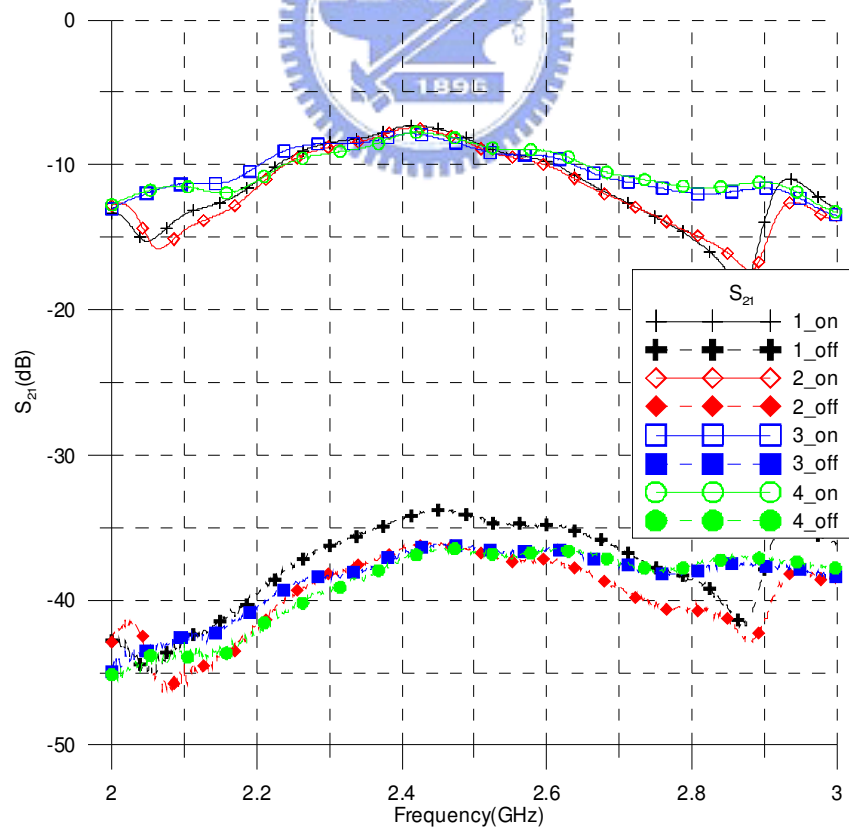 0
-10
-20
-30
-40
-50
S21(dB)
1896
S21
1_on
1_off
2_on
2_off
3_on
3_off
4_on
4_off
2
2.2
2.4
2.6
2.8
3
Frequency(GHz)